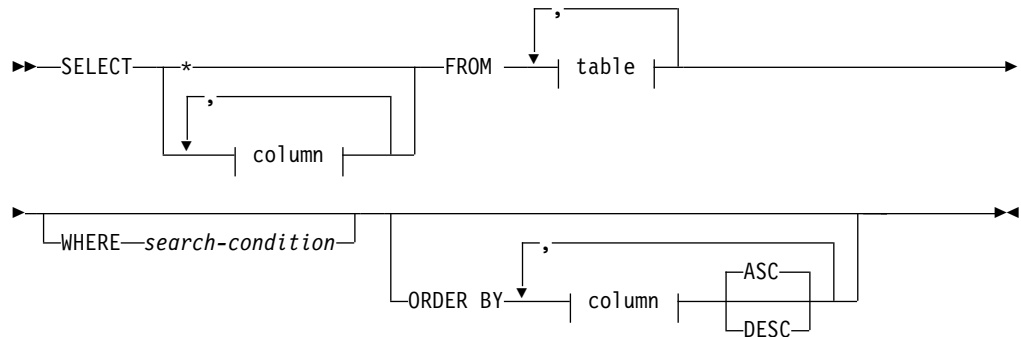 ,
SELECT * FROM table
,
column
WHERE search-condition
,
ASC
ORDER BY column
DESC